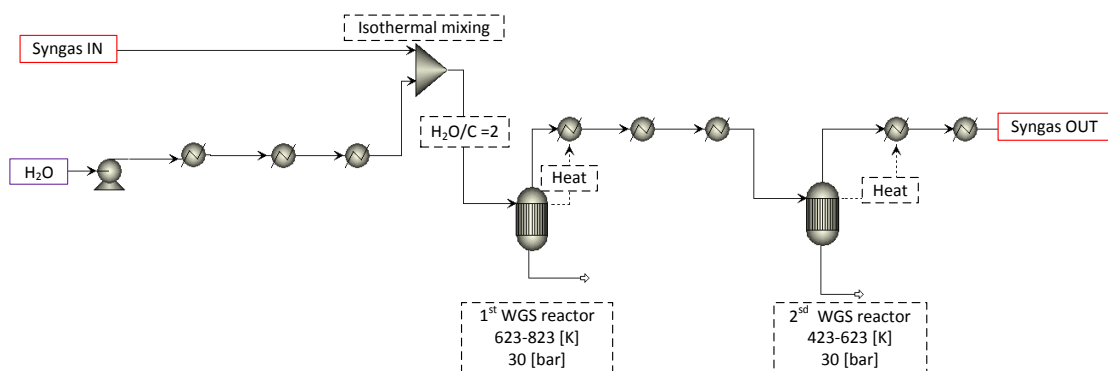 Isothermal mixing
Syngas IN
H₂O/C =2
Syngas OUT
H₂O
Heat
Heat
1ˢᵗ WGS reactor
623-823 [K]
30 [bar]
2ˢᵈ WGS reactor
423-623 [K]
30 [bar]